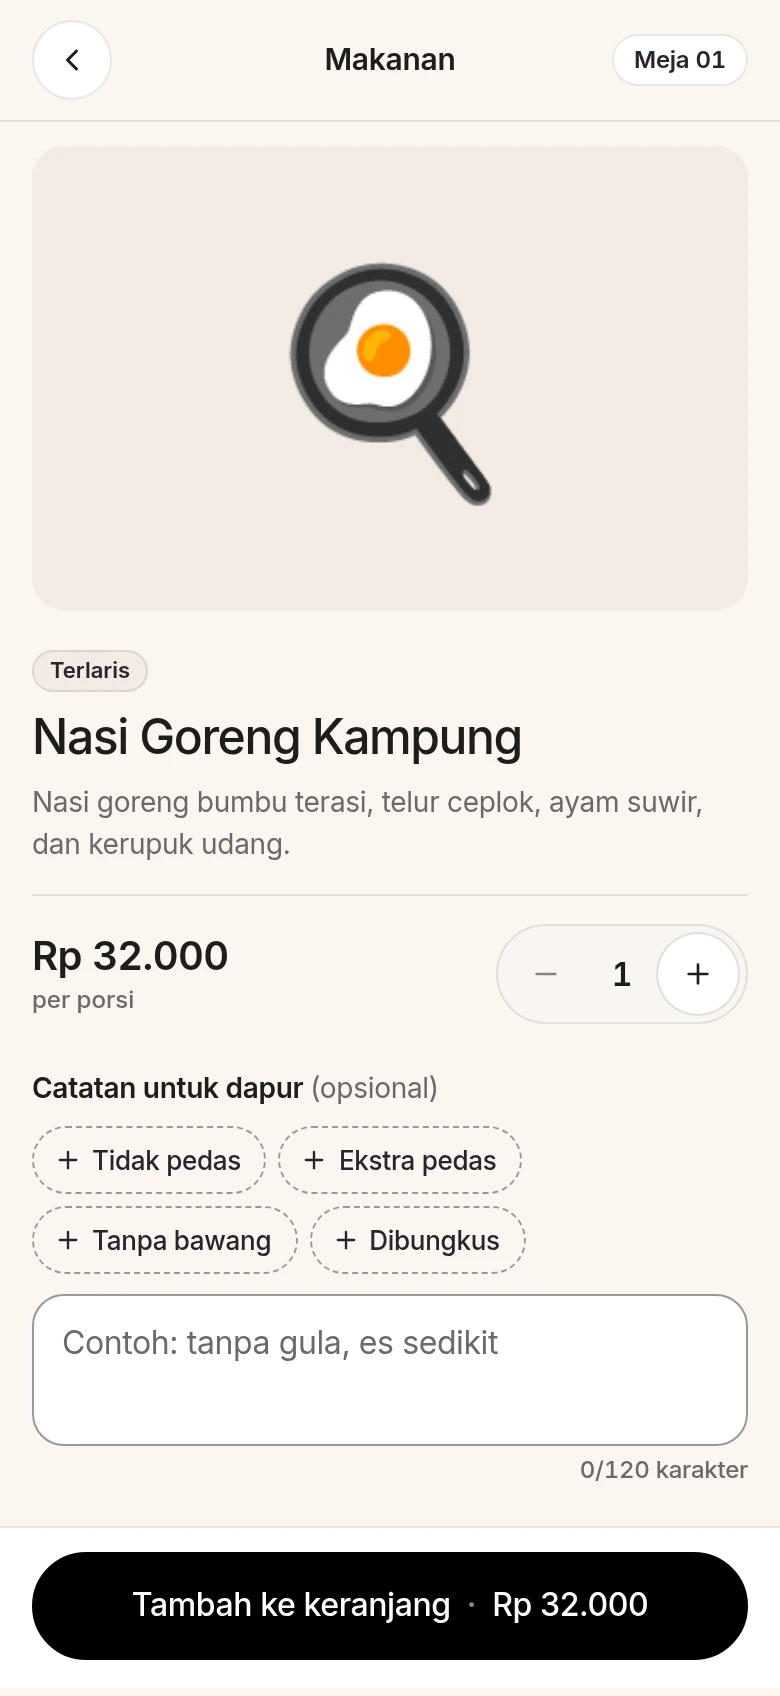 Makanan
Meja 01
Terlaris
Nasi Goreng Kampung
Nasi goreng bumbu terasi, telur ceplok, ayam suwir,
dan kerupuk udang.
Rp 32.000
per porsi
− 1 +
Catatan untuk dapur (opsional)
+ Tidak pedas
+ Ekstra pedas
+ Tanpa bawang
+ Dibungkus
Contoh: tanpa gula, es sedikit
0/120 karakter
Tambah ke keranjang · Rp 32.000